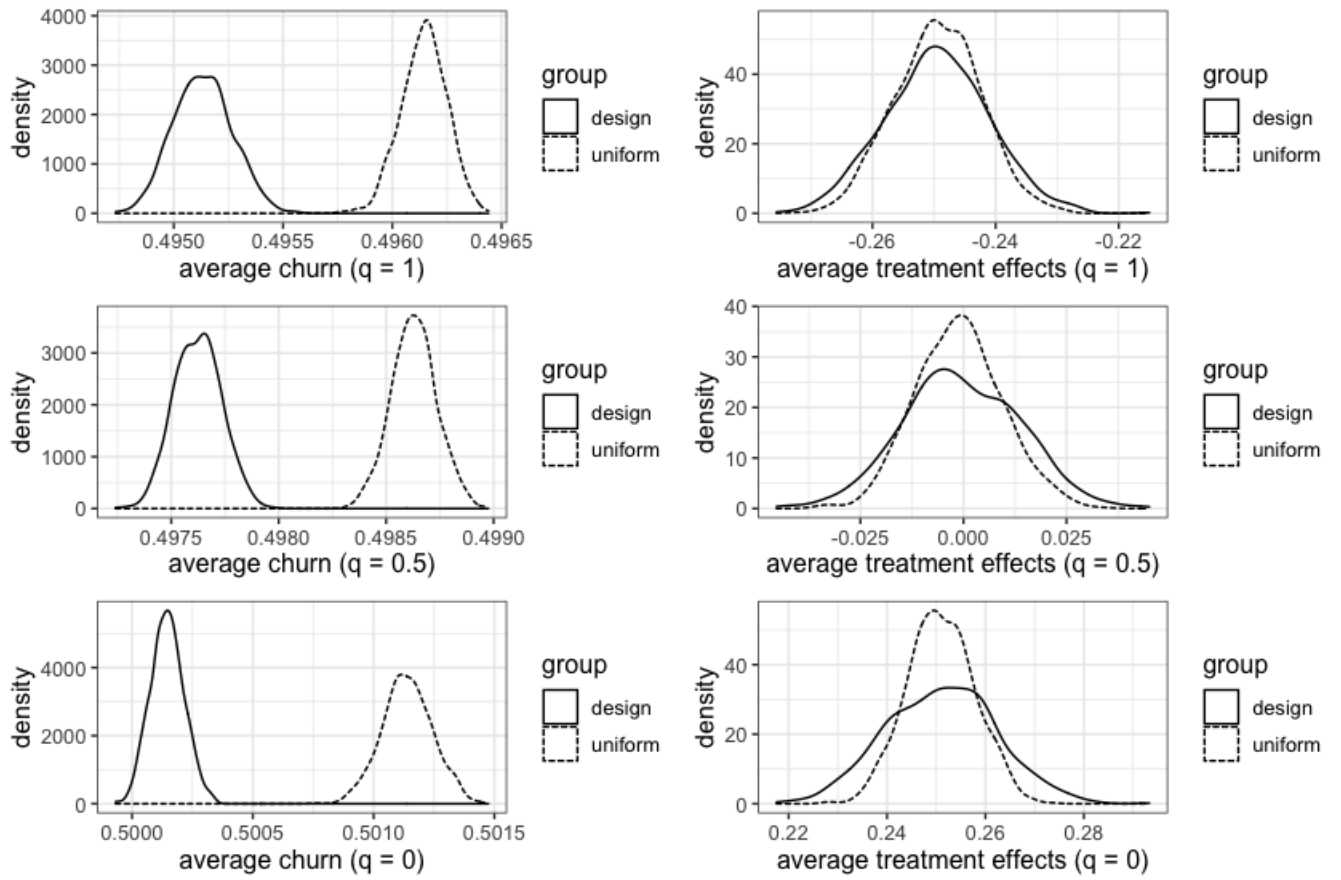 4000
3000
2000
1000
0
density
0.4950 0.4955 0.4960 0.4965
average churn (q = 1)
group
design
uniform
40
20
0
density
-0.26 -0.24 -0.22
average treatment effects (q = 1)
group
design
uniform
3000
2000
1000
0
density
0.4975 0.4980 0.4985 0.4990
average churn (q = 0.5)
group
design
uniform
40
30
20
10
0
density
-0.025 0.000 0.025
average treatment effects (q = 0.5)
group
design
uniform
4000
2000
0
density
0.5000 0.5005 0.5010 0.5015
average churn (q = 0)
group
design
uniform
40
20
0
density
0.22 0.24 0.26 0.28
average treatment effects (q = 0)
group
design
uniform